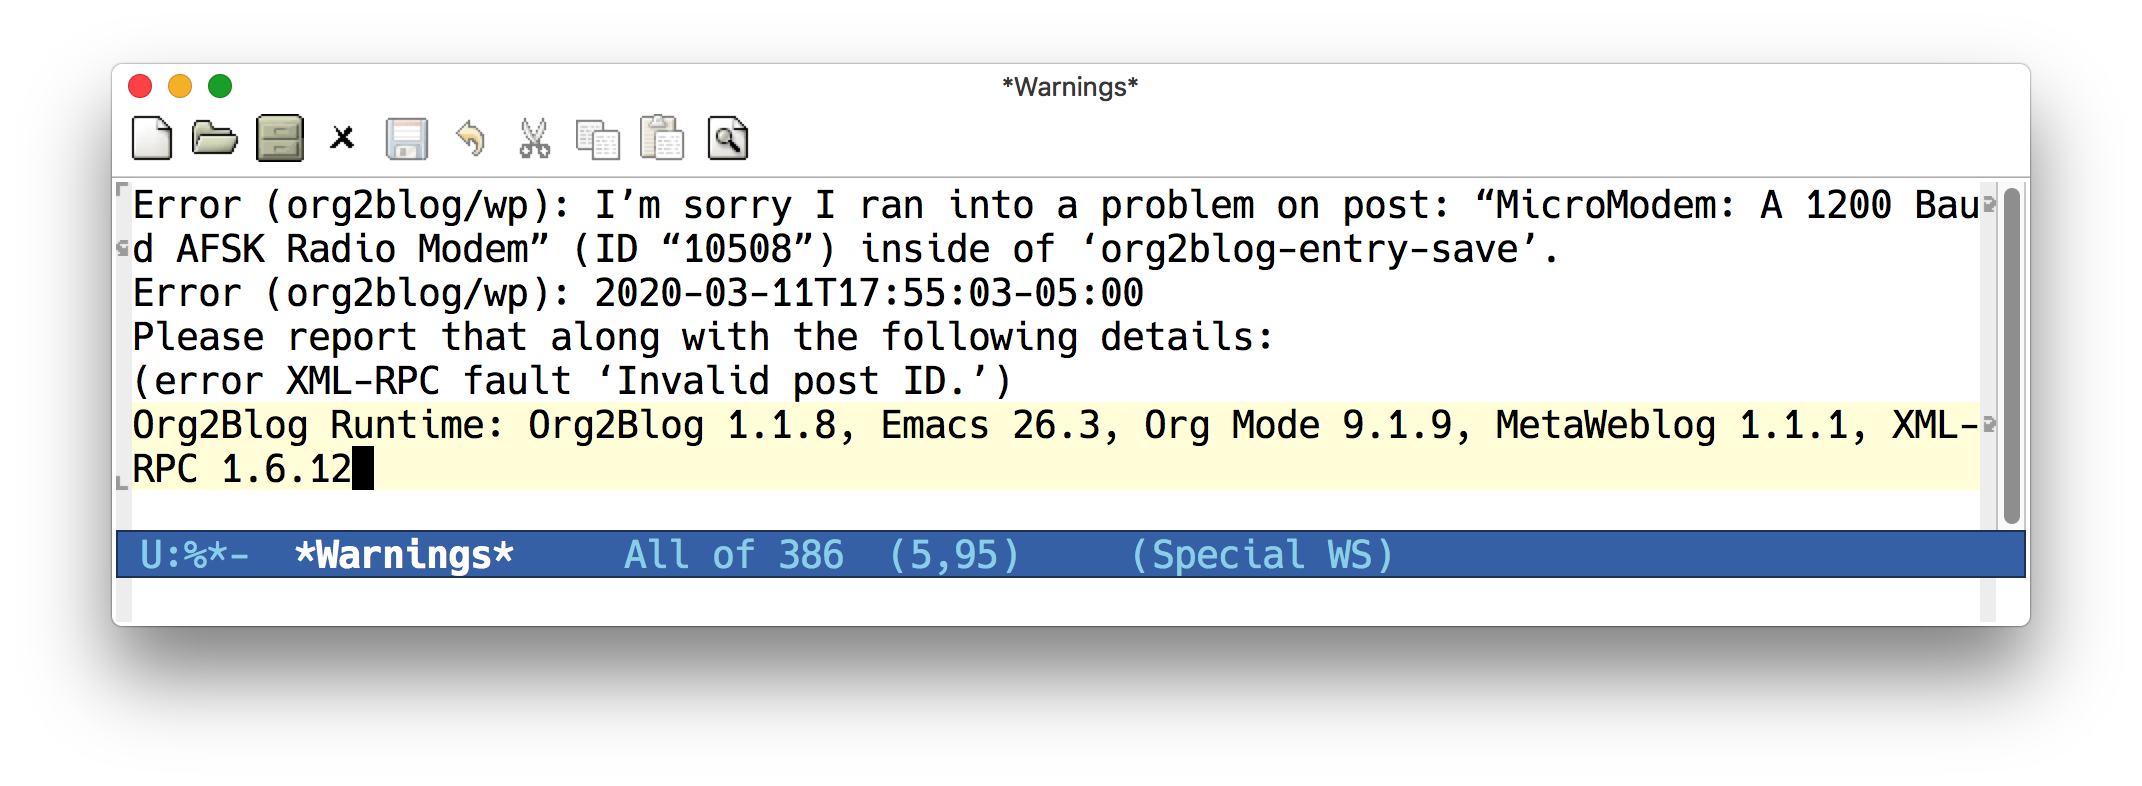 *Warnings*
Error (org2blog/wp): I’m sorry I ran into a problem on post: “MicroModem: A 1200 Bau
d AFSK Radio Modem” (ID “10508”) inside of ‘org2blog-entry-save’.
Error (org2blog/wp): 2020-03-11T17:55:03-05:00
Please report that along with the following details:
(error XML-RPC fault ‘Invalid post ID.’)
Org2Blog Runtime: Org2Blog 1.1.8, Emacs 26.3, Org Mode 9.1.9, MetaWeblog 1.1.1, XML-
RPC 1.6.12
U:%*-  *Warnings*     All of 386  (5,95)     (Special WS)